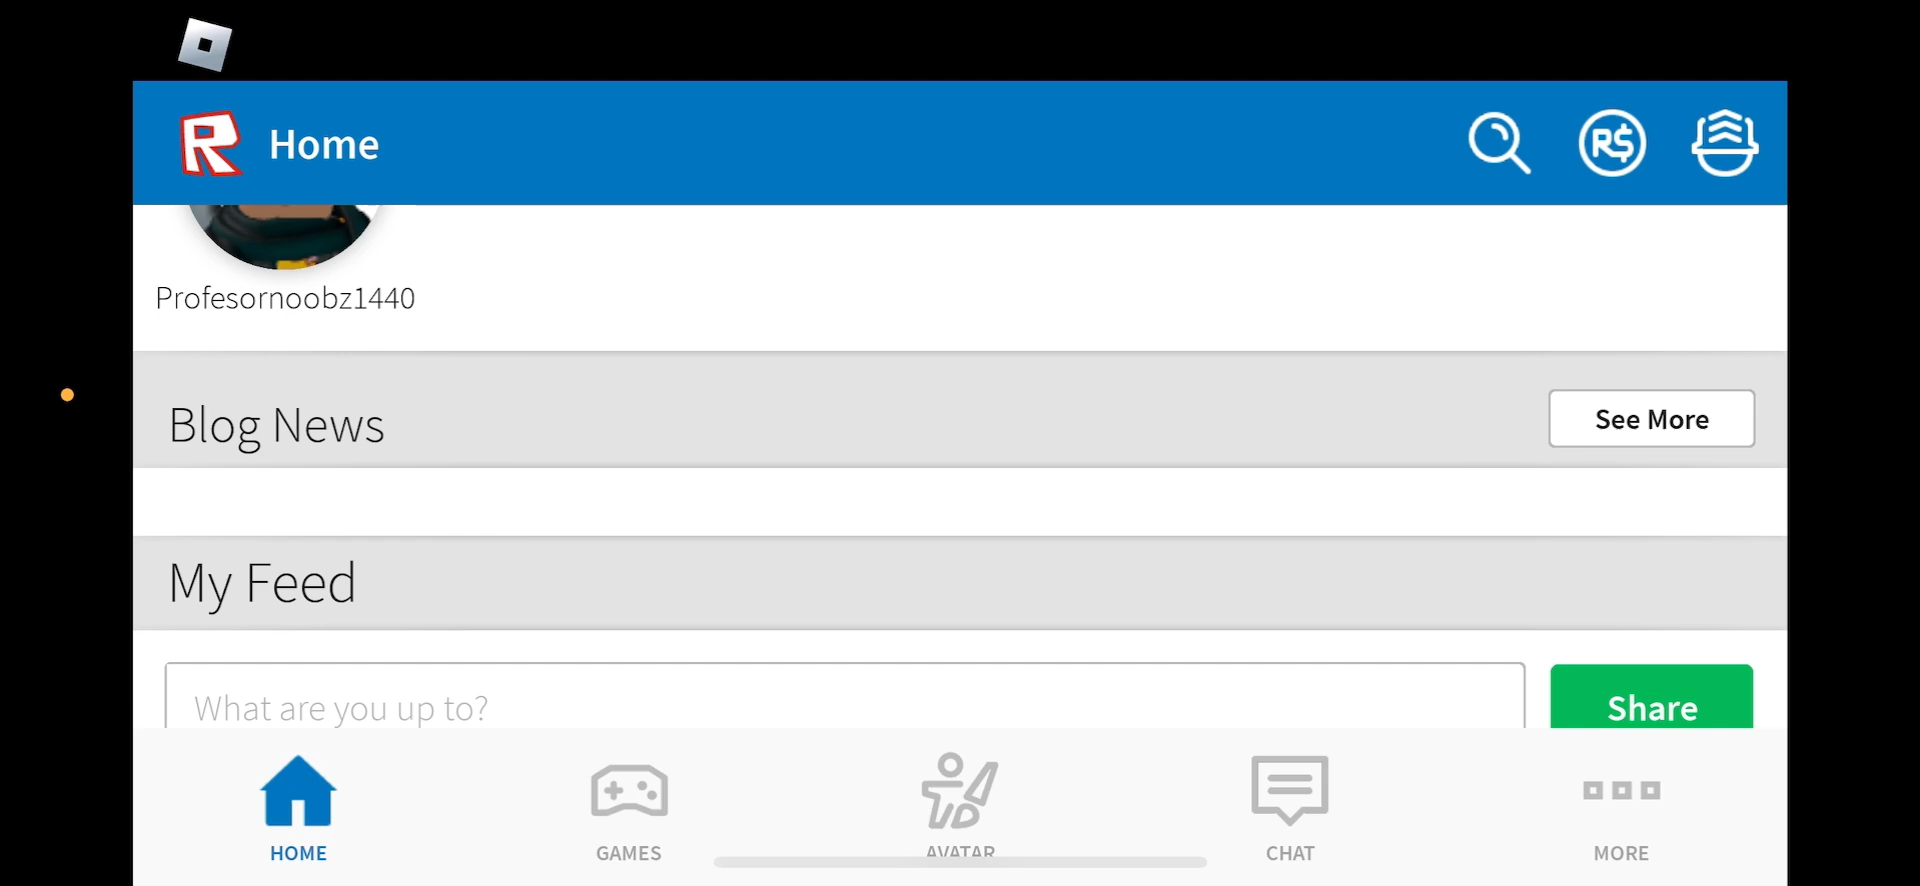 Home
R$
Profesornoobz1440
Blog News
See More
My Feed
What are you up to?
Share
HOME
GAMES
AVATAR
CHAT
MORE